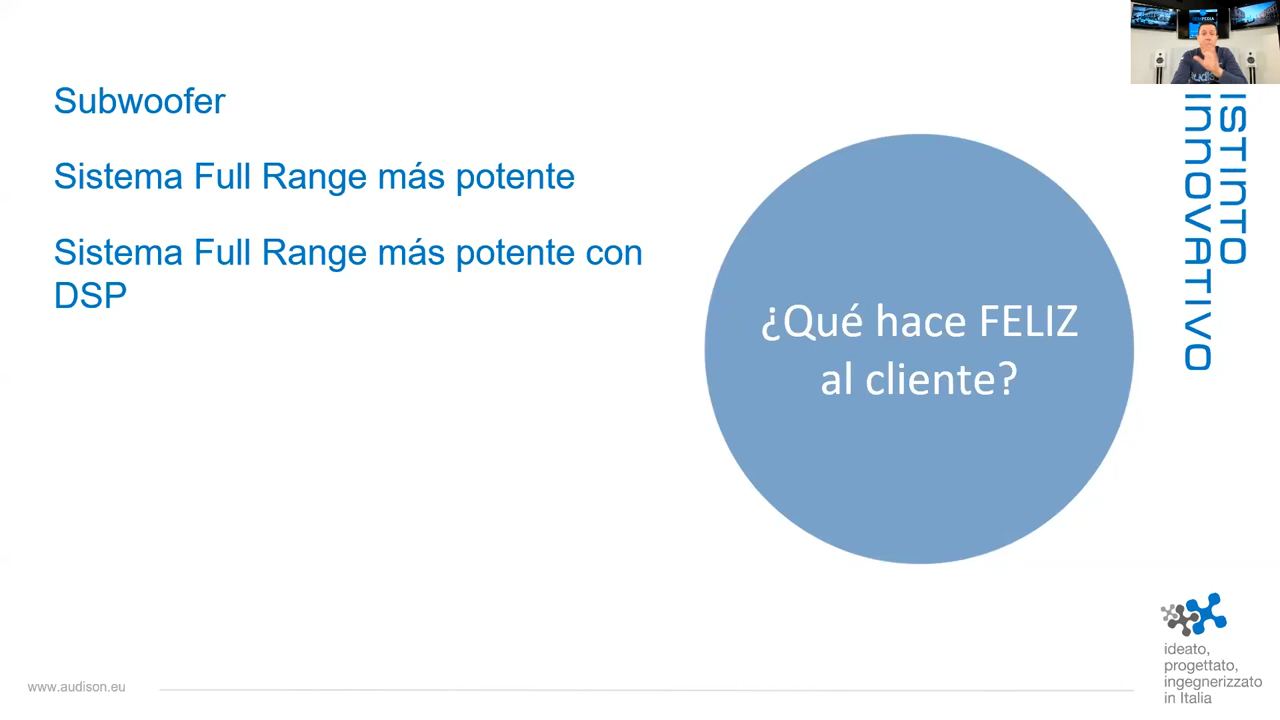 Subwoofer
Sistema Full Range más potente
Sistema Full Range más potente con
DSP
¿Qué hace FELIZ
al cliente?
ISTINTO
INNOVATIVO
ideato,
progettato,
ingegnerizzato
in Italia
www.audison.eu